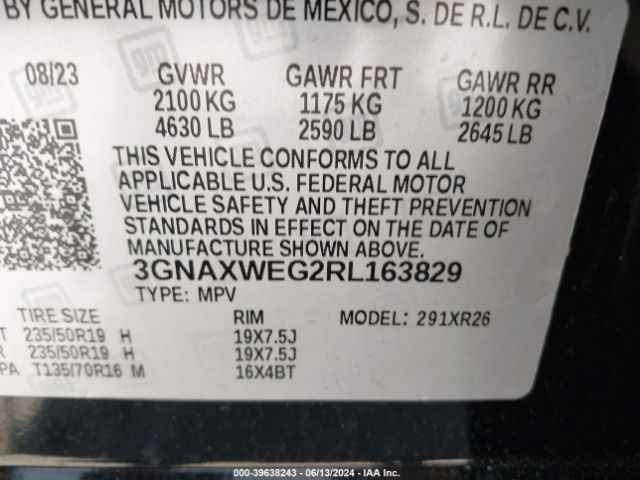 BY GENERAL MOTORS DE MEXICO, S. DE R.L. DE C.V.
08/23 GVWR GAWR FRT GAWR RR
2100 KG 1175 KG 1200 KG
4630 LB 2590 LB 2645 LB
THIS VEHICLE CONFORMS TO ALL
APPLICABLE U.S. FEDERAL MOTOR
VEHICLE SAFETY AND THEFT PREVENTION
STANDARDS IN EFFECT ON THE DATE OF
MANUFACTURE SHOWN ABOVE.
3GNAXWEG2RL163829
TYPE: MPV
TIRE SIZE RIM MODEL: 291XR26
T 235/50R19 H 19X7.5J
R 235/50R19 H 19X7.5J
PA T135/70R16 M 16X4BT
000-39638243 - 06/13/2024 - IAA Inc.